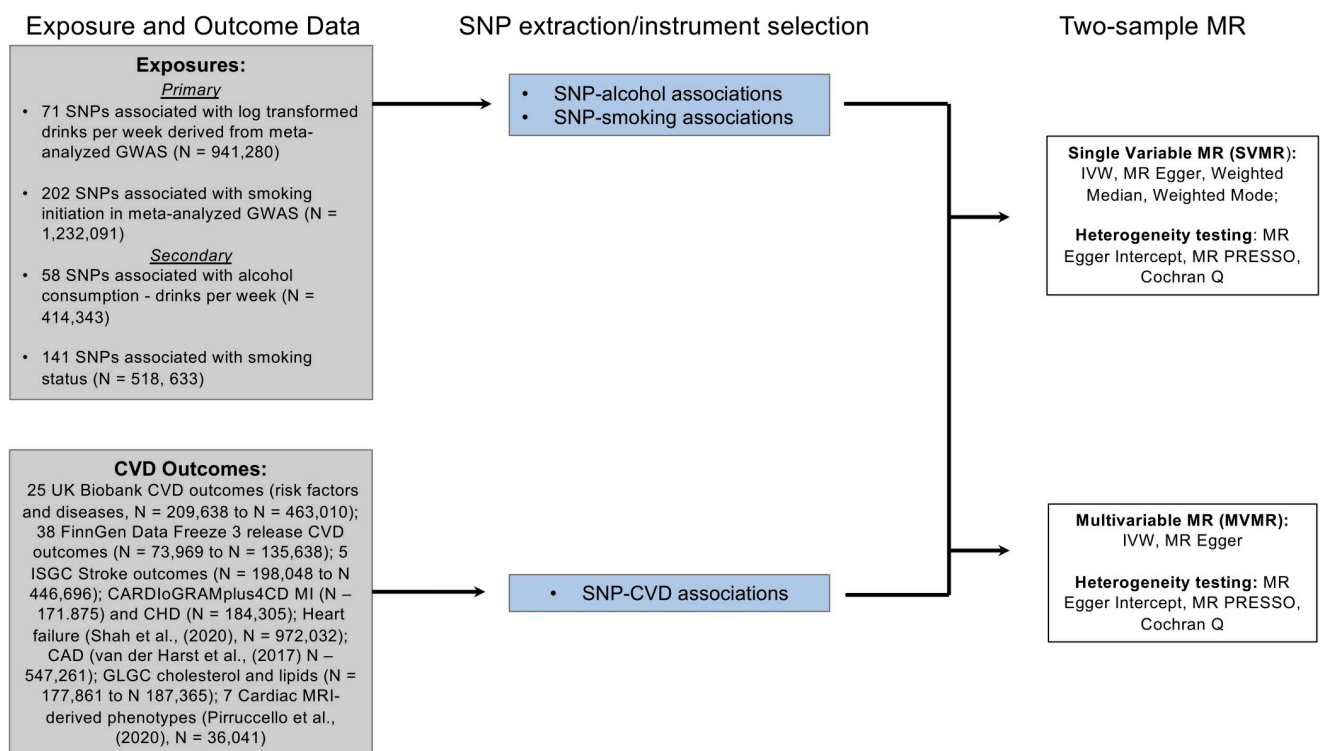 Exposure and Outcome Data
Exposures:
Primary
• 71 SNPs associated with log transformed
drinks per week derived from meta-
analyzed GWAS (N = 941,280)
• 202 SNPs associated with smoking
initiation in meta-analyzed GWAS (N =
1,232,091)
Secondary
• 58 SNPs associated with alcohol
consumption - drinks per week (N =
414,343)
• 141 SNPs associated with smoking
status (N = 518, 633)
CVD Outcomes:
25 UK Biobank CVD outcomes (risk factors
and diseases, N = 209,638 to N = 463,010);
38 FinnGen Data Freeze 3 release CVD
outcomes (N = 73,969 to N = 135,638); 5
ISGC Stroke outcomes (N = 198,048 to N
446,696); CARDIoGRAMplus4CD MI (N –
171.875) and CHD (N = 184,305); Heart
failure (Shah et al., (2020), N = 972,032);
CAD (van der Harst et al., (2017) N –
547,261); GLGC cholesterol and lipids (N =
177,861 to N 187,365); 7 Cardiac MRI-
derived phenotypes (Pirruccello et al.,
(2020), N = 36,041)
SNP extraction/instrument selection
• SNP-alcohol associations
• SNP-smoking associations
• SNP-CVD associations
Two-sample MR
Single Variable MR (SVMR):
IVW, MR Egger, Weighted
Median, Weighted Mode;
Heterogeneity testing: MR
Egger Intercept, MR PRESSO,
Cochran Q
Multivariable MR (MVMR):
IVW, MR Egger
Heterogeneity testing: MR
Egger Intercept, MR PRESSO,
Cochran Q